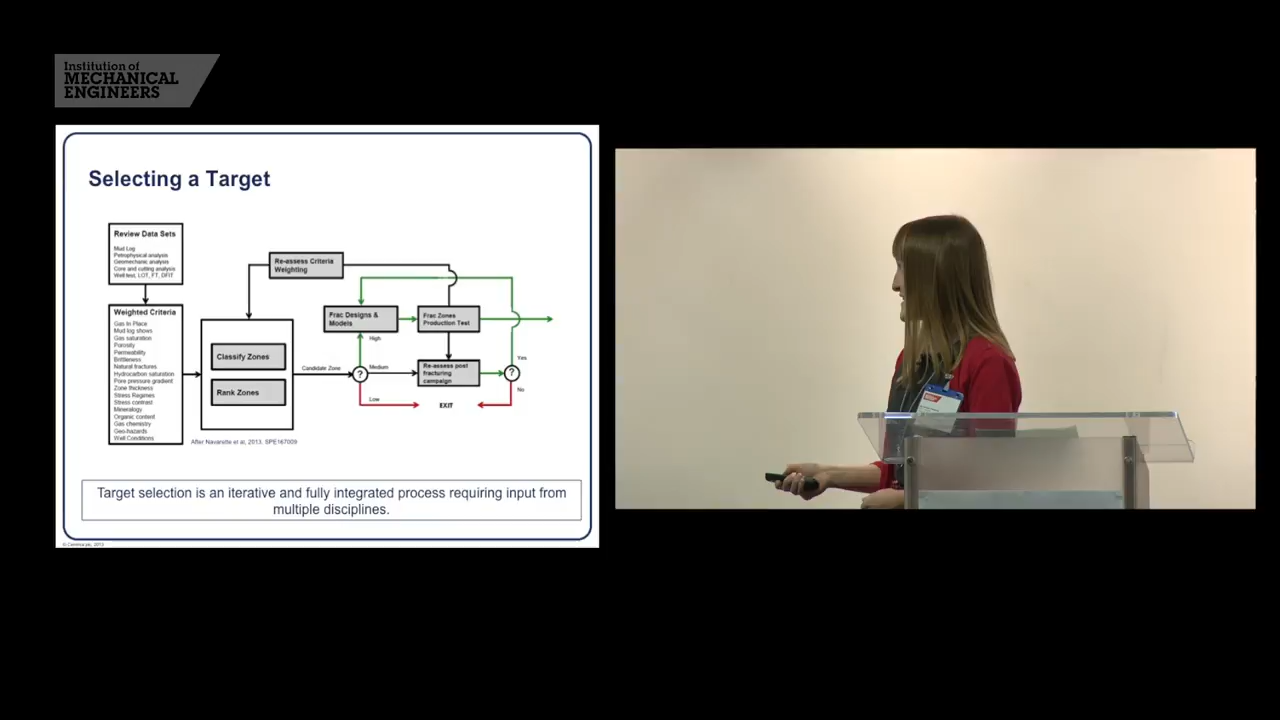 Institution of
MECHANICAL
ENGINEERS
Selecting a Target
Review Data Sets
Mud Log
Petrophysical analysis
Geomechanic analysis
Core and cutting analysis
Well test, LOT, FT, DFIT
Weighted Criteria
Gas In Place
Mud log shows
Gas saturation
Porosity
Permeability
Brittleness
Natural fractures
Hydrocarbon saturation
Pore pressure gradient
Zone thickness
Stress Regimes
Stress contrast
Mineralogy
Organic content
Gas chemistry
Geo-hazards
Well Conditions
Re-assess Criteria
Weighting
Classify Zones
Rank Zones
Candidate Zone
?
High
Medium
Low
Frac Designs &
Models
Frac Zones
Production Test
Re-assess post
fracturing
campaign
?
Yes
No
EXIT
After Navarette et al, 2013. SPE167009
Target selection is an iterative and fully integrated process requiring input from
multiple disciplines.